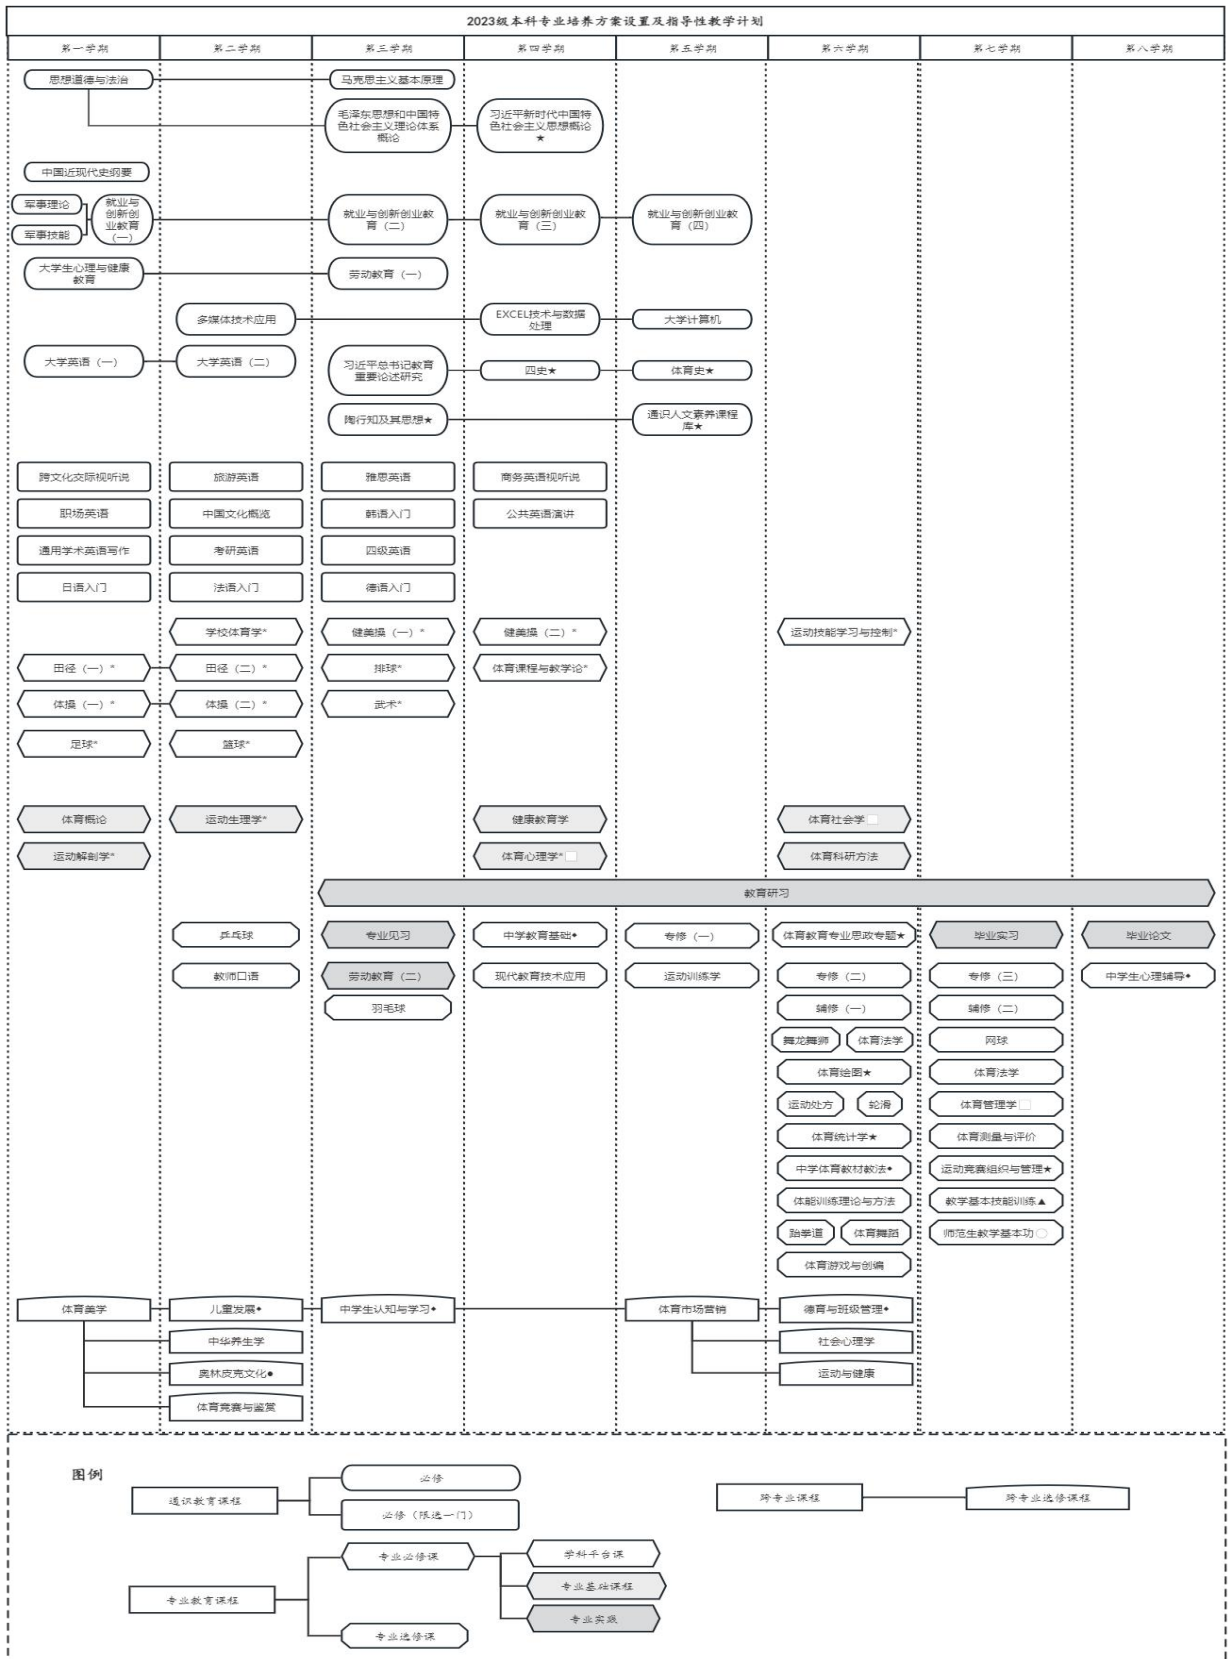 2023级本科专业培养方案设置及指导性教学计划
第一学期 第二学期 第三学期 第四学期 第五学期 第六学期 第七学期 第八学期
思想道德与法治 马克思主义基本原理
毛泽东思想和中国特
色社会主义理论体系
概论
习近平新时代中国特
色社会主义思想概论
★
中国近现代史纲要
军事理论
军事技能
就业与
创新创
业教育
(一)
就业与创新创业教
育（二）
就业与创新创业教
育（三）
就业与创新创业教
育（四）
大学生心理与健康
教育
劳动教育（一）
多媒体技术应用
EXCEL技术与数据
处理
大学计算机
大学英语（一） 大学英语（二）
习近平总书记教育
重要论述研究
四史★ 体育史★
陶行知及其思想★
通识人文素养课程
库★
跨文化交际视听说 旅游英语 雅思英语 商务英语视听说
职场英语 中国文化概览 韩语入门 公共英语演讲
通用学术英语写作 考研英语 四级英语
日语入门 法语入门 德语入门
学校体育学* 健美操（一）* 健美操（二）* 运动技能学习与控制*
田径（一）* 田径（二）* 排球* 体育课程与教学论*
体操（一）* 体操（二）* 武术*
足球* 篮球*
体育概论 运动生理学* 健康教育学 体育社会学□
运动解剖学* 体育心理学*□ 体育科研方法
教育研习
乒乓球 专业见习 中学教育基础◆ 专修（一） 体育教育专业思政专题★ 毕业实习 毕业论文
教师口语 劳动教育（二） 现代教育技术应用 运动训练学 专修（二） 专修（三） 中学生心理辅导◆
羽毛球 辅修（一） 辅修（二）
舞龙舞狮 体育法学 网球
体育绘图★ 体育法学
运动处方 轮滑 体育管理学□
体育统计学★ 体育测量与评价
中学体育教材教法◆ 运动竞赛组织与管理★
体能训练理论与方法 教学基本技能训练▲
跆拳道 体育舞蹈 师范生教学基本功○
体育游戏与创编
体育美学 儿童发展◆ 中学生认知与学习◆ 体育市场营销 德育与班级管理◆
中华养生学 社会心理学
奥林皮克文化● 运动与健康
体育竞赛与鉴赏
图例
通识教育课程
必修
必修（限选一门）
跨专业课程 跨专业选修课程
专业教育课程
专业必修课
学科平台课
专业基础课程
专业实践
专业选修课